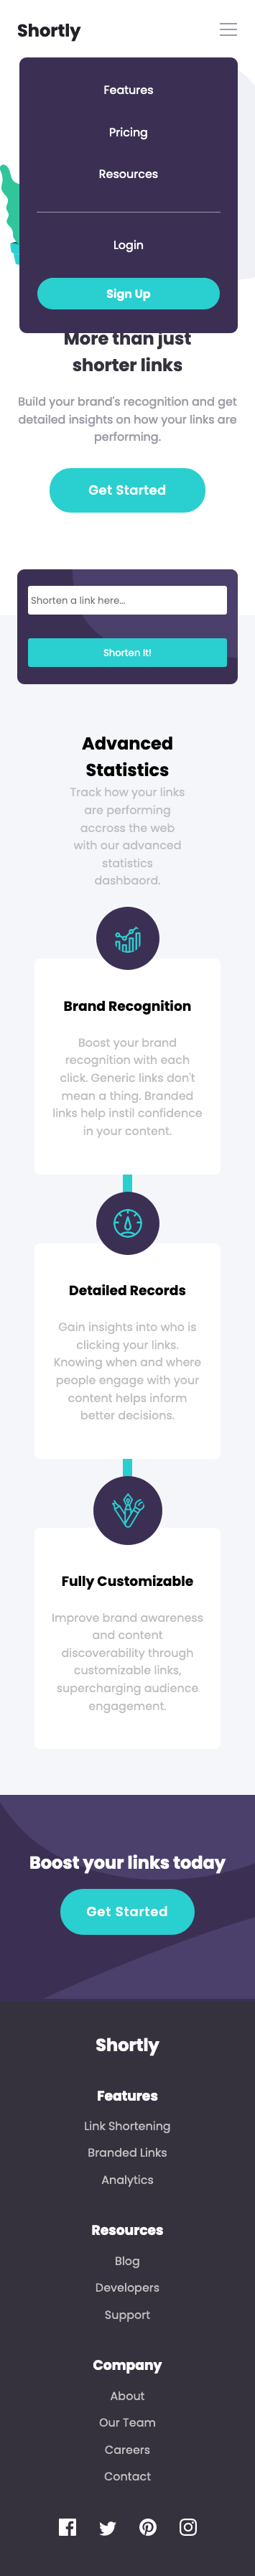 Shortly
Features
Pricing
Resources
Login
Sign Up
More than just
shorter links
Build your brand's recognition and get
detailed insights on how your links are
performing.
Get Started
Shorten a link here...
Shorten It!
Advanced
Statistics
Track how your links
are performing
accross the web
with our advanced
statistics
dashbaord.
Brand Recognition
Boost your brand
recognition with each
click. Generic links don't
mean a thing. Branded
links help instil confidence
in your content.
Detailed Records
Gain insights into who is
clicking your links.
Knowing when and where
people engage with your
content helps inform
better decisions.
Fully Customizable
Improve brand awareness
and content
discoverability through
customizable links,
supercharging audience
engagement.
Boost your links today
Get Started
Shortly
Features
Link Shortening
Branded Links
Analytics
Resources
Blog
Developers
Support
Company
About
Our Team
Careers
Contact